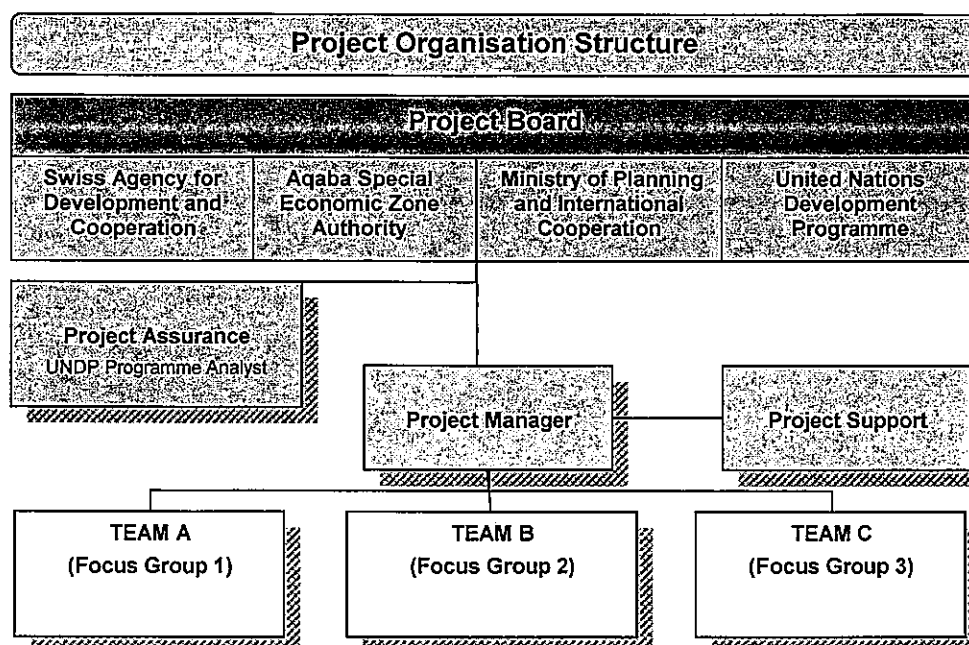 Project Organisation Structure
Project Board
Swiss Agency for
Development and
Cooperation
Aqaba Special
Economic Zone
Authority
Ministry of Planning
and International
Cooperation
United Nations
Development
Programme
Project Assurance
UNDP Programme Analyst
Project Manager
Project Support
TEAM A
(Focus Group 1)
TEAM B
(Focus Group 2)
TEAM C
(Focus Group 3)